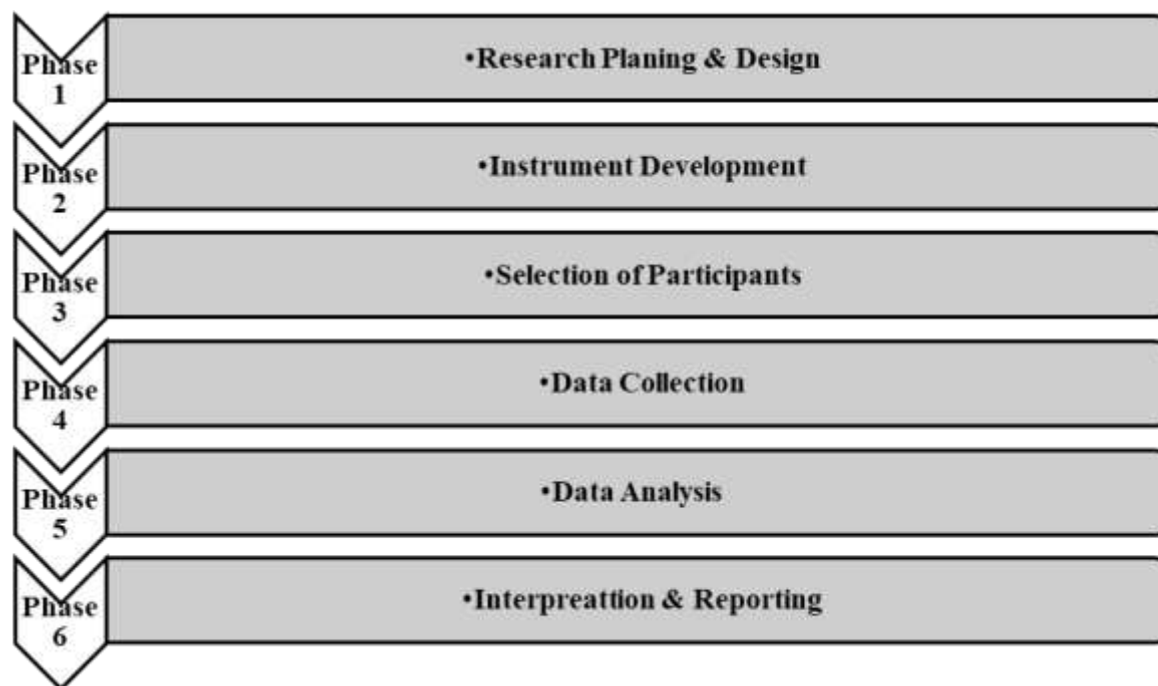 Phase
1
•Research Planing & Design
Phase
2
•Instrument Development
Phase
3
•Selection of Participants
Phase
4
•Data Collection
Phase
5
•Data Analysis
Phase
6
•Interpreattion & Reporting